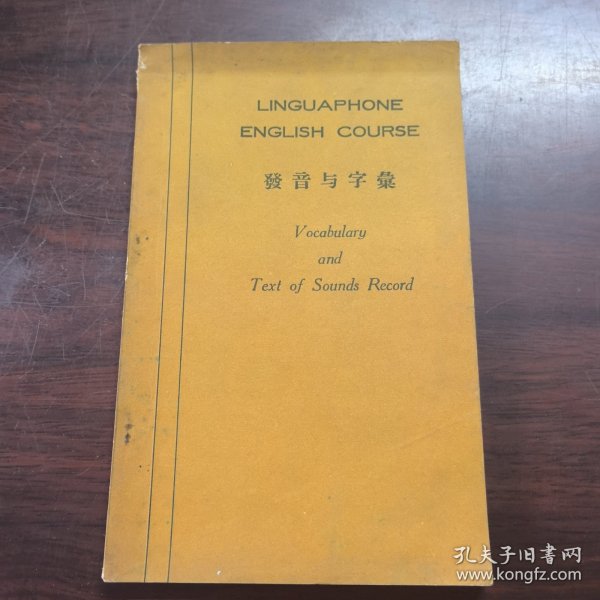 LINGUAPHONE
ENGLISH COURSE
發音与字彙
Vocabulary
and
Text of Sounds Record
孔夫子旧书网
www.kongfz.com